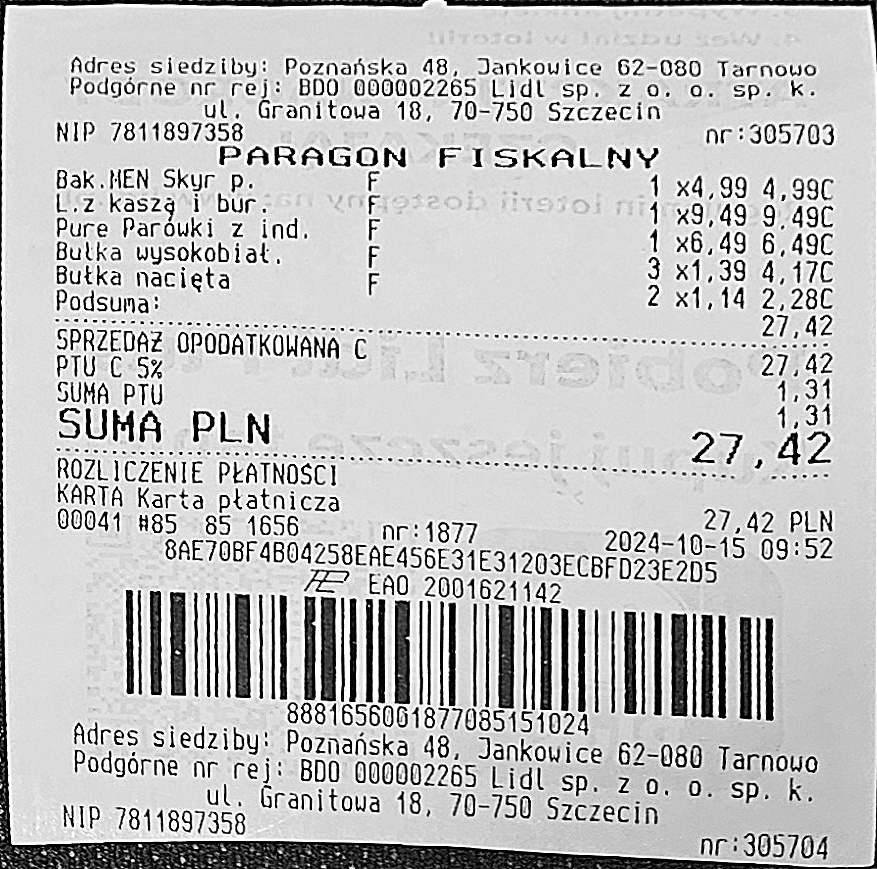 Adres siedziby: Poznańska 48, Jankowice 62-080 Tarnowo
Podgórne nr rej: BDO 000002265 Lidl sp. z o. o. sp. k.
ul. Granitowa 18, 70-750 Szczecin
NIP 7811897358 nr:305703
PARAGON FISKALNY
Bak.MEN Skyr p. F 1 x4,99 4,99C
L.z kaszą i bur. F 1 x9,49 9.49C
Pure Parówki z ind. F 1 x6,49 6,49C
Bułka wysokobiał. F 3 x1,39 4,17C
Bułka nacięta F 2 x1,14 2,28C
Podsuma: 27,42
SPRZEDAŻ OPODATKOWANA C 27,42
PTU C 5% 1,31
SUMA PTU 1,31
SUMA PLN 27,42
ROZLICZENIE PŁATNOŚCI
KARTA Karta płatnicza 27,42 PLN
00041 #85 85 1656 nr:1877 2024-10-15 09:52
8AE70BF4B04258EAE456E31E31203ECBFD23E2D5
EAO 2001621142
8881656001877085151024
Adres siedziby: Poznańska 48, Jankowice 62-080 Tarnowo
Podgórne nr rej: BDO 000002265 Lidl sp. z o. o. sp. k.
ul. Granitowa 18, 70-750 Szczecin
NIP 7811897358 nr:305704